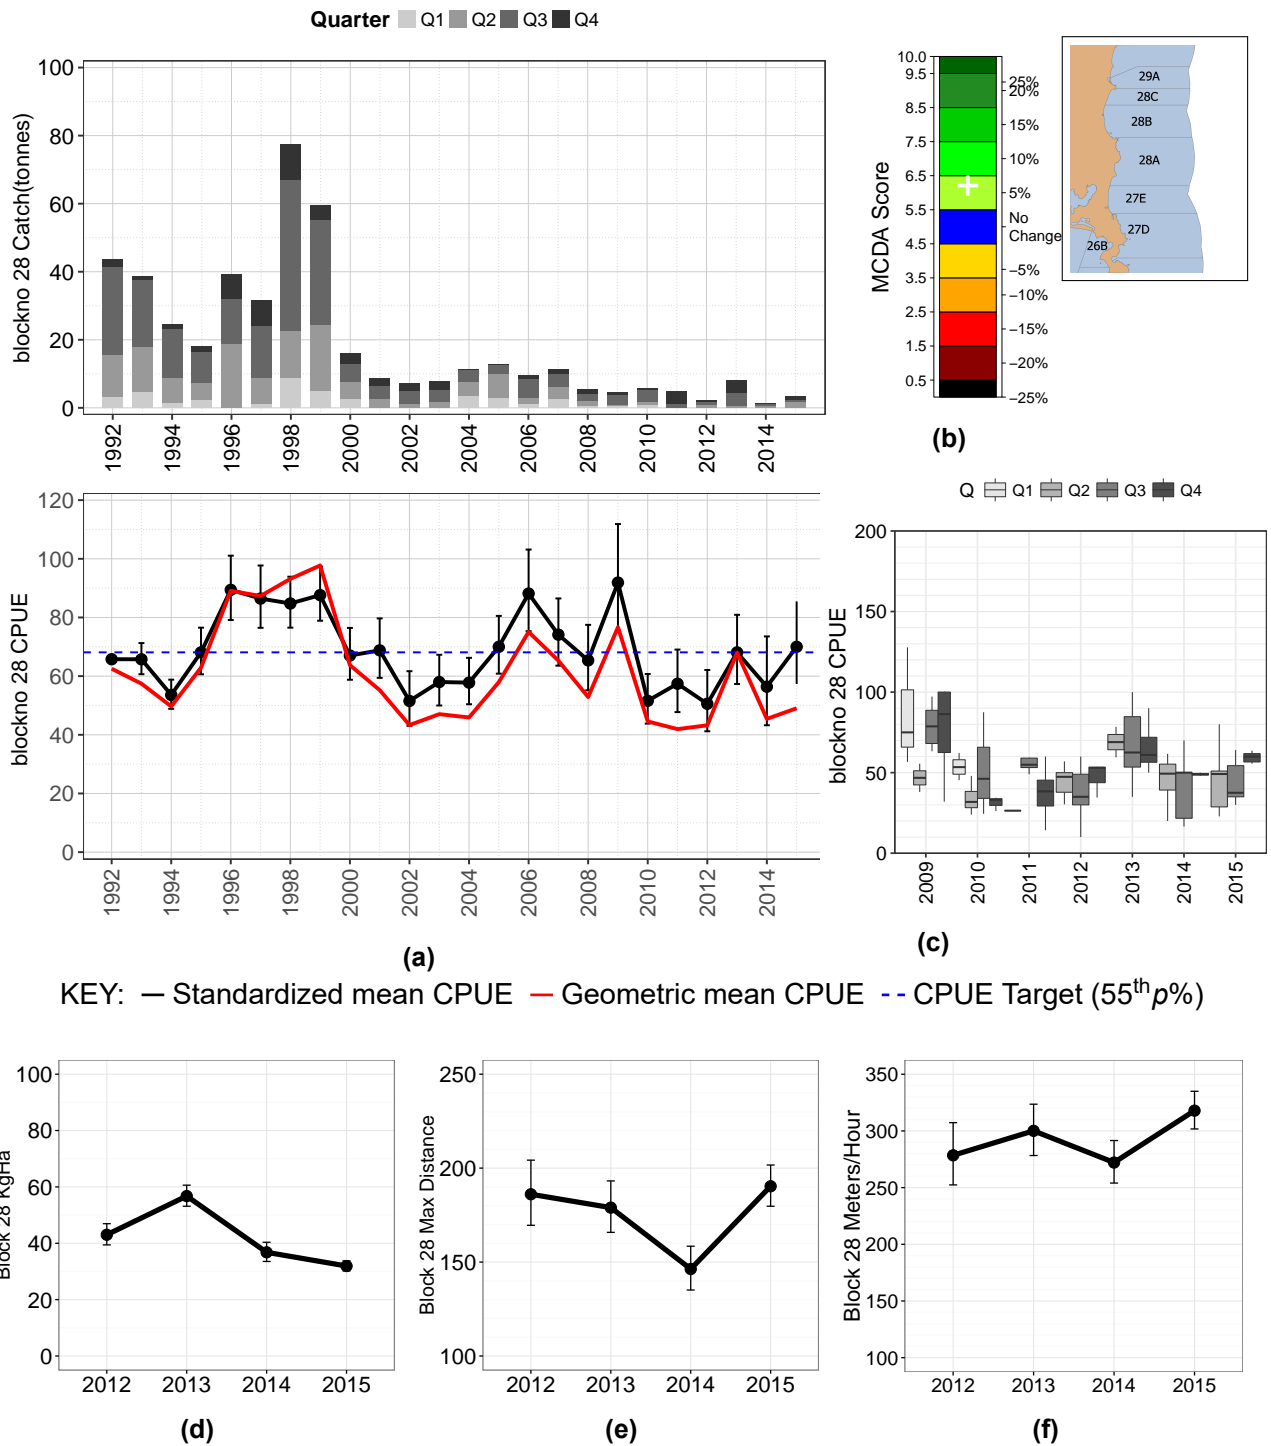 Quarter Q1 Q2 Q3 Q4
blockno 28 Catch(tonnes)
100
80
60
40
20
0
1992 1994 1996 1998 2000 2002 2004 2006 2008 2010 2012 2014
MCDA Score
10.0
9.5
8.5
7.5
6.5
5.5
4.5
3.5
2.5
1.5
0.5
25%
20%
15%
10%
5%
No
Change
−5%
−10%
−15%
−20%
−25%
(b)
29A
28C
28B
28A
27E
27D
26B
blockno 28 CPUE
120
100
80
60
40
20
0
1992 1994 1996 1998 2000 2002 2004 2006 2008 2010 2012 2014
(a)
Q Q1 Q2 Q3 Q4
blockno 28 CPUE
200
150
100
50
0
2009 2010 2011 2012 2013 2014 2015
(c)
KEY: Standardized mean CPUE Geometric mean CPUE CPUE Target (55th p%)
Block 28 KgHa
100
80
60
40
20
0
2012 2013 2014 2015
(d)
Block 28 Max Distance
250
200
150
100
2012 2013 2014 2015
(e)
Block 28 Meters/Hour
350
300
250
200
150
100
2012 2013 2014 2015
(f)